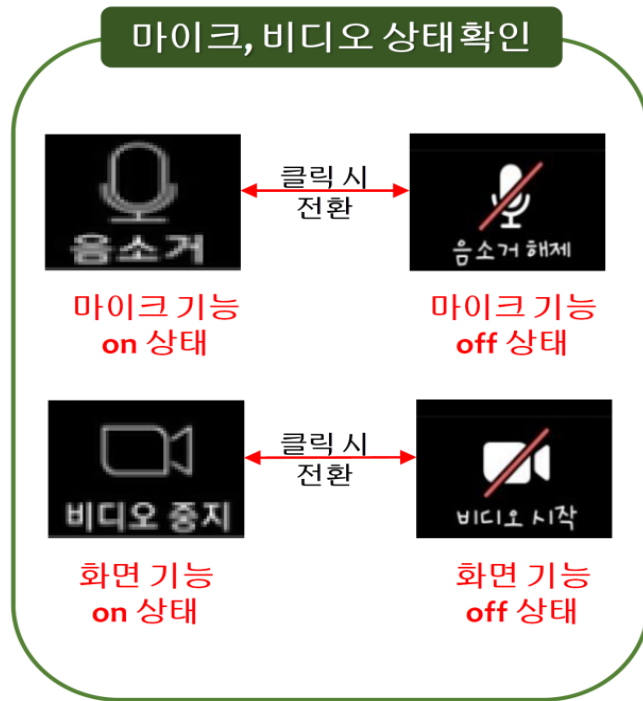 마이크, 비디오 상태확인
음소거
클릭 시
전환
음소거 해제
마이크 기능
on 상태
마이크 기능
off 상태
비디오 중지
클릭 시
전환
비디오 시작
화면 기능
on 상태
화면 기능
off 상태